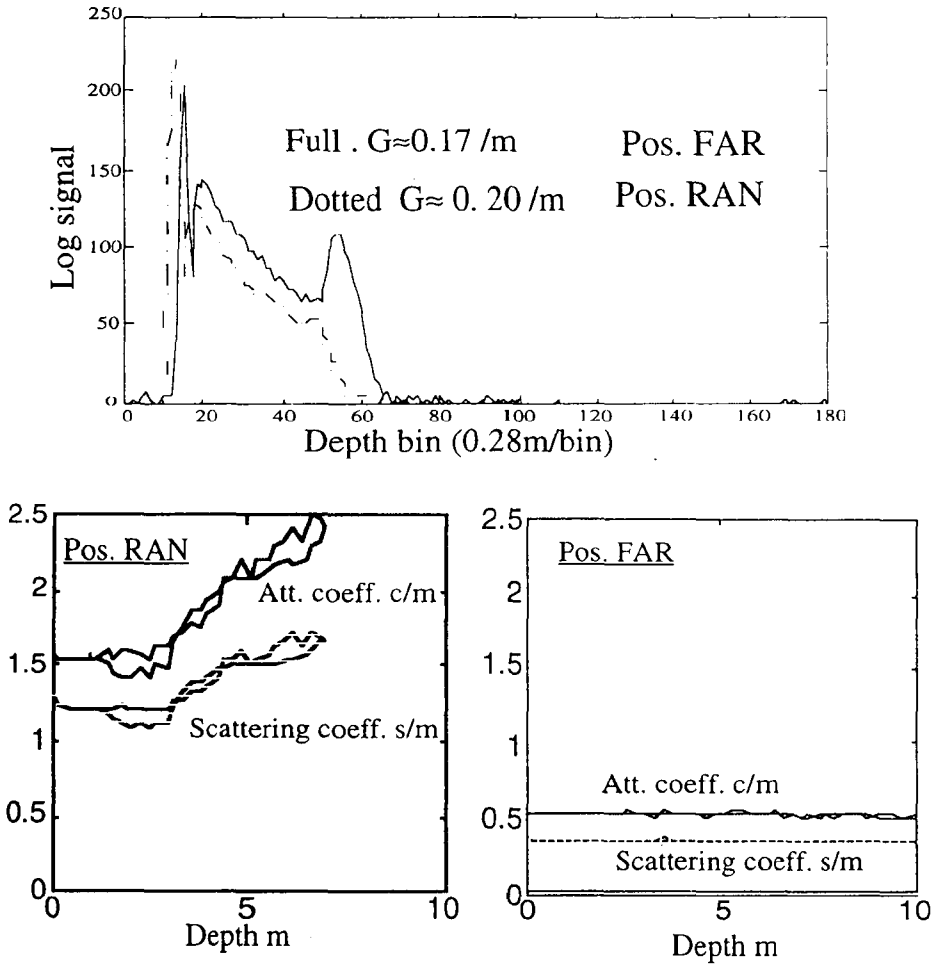 250
200
150
100
50
0
Log signal
Full . G≈0.17 /m Pos. FAR
Dotted G≈ 0. 20 /m Pos. RAN
0 20 40 60 80 100 120 140 160 180
Depth bin (0.28m/bin)
2.5
2
1.5
1
0.5
0
Pos. RAN
Att. coeff. c/m
Scattering coeff. s/m
0 5 10
Depth m
2.5
2
1.5
1
0.5
0
Pos. FAR
Att. coeff. c/m
Scattering coeff. s/m
0 5 10
Depth m